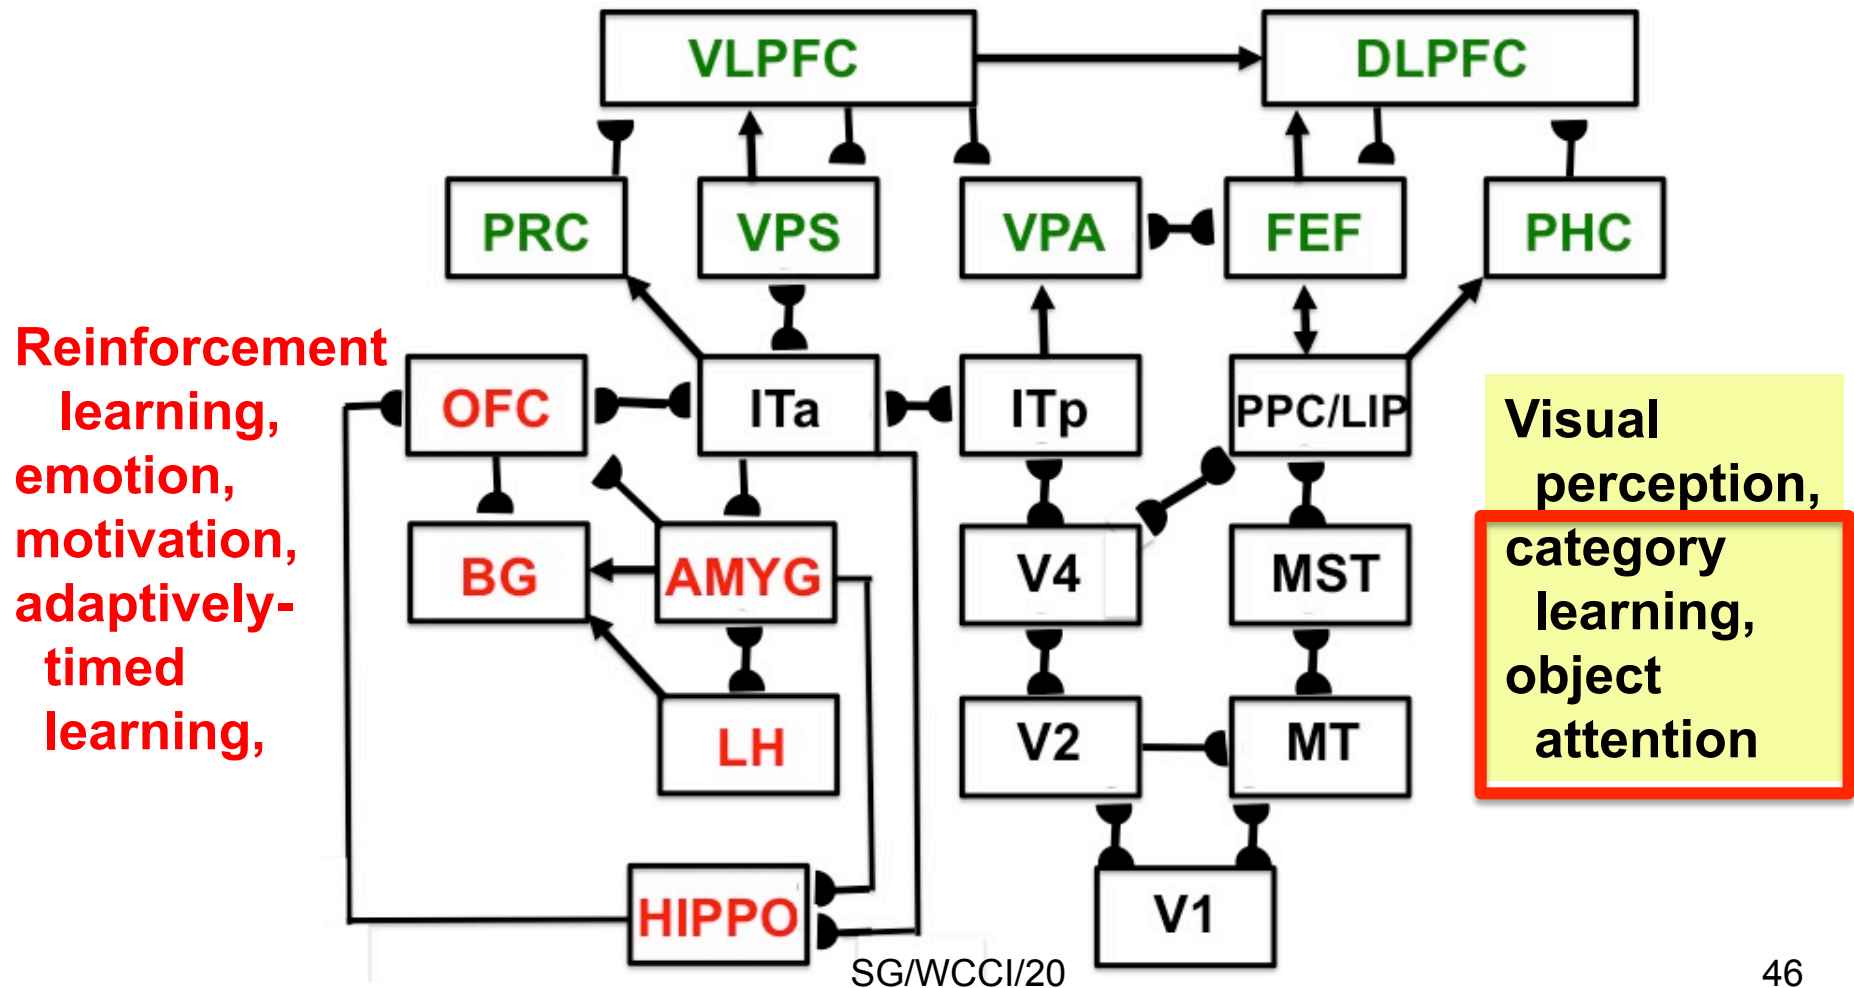 VLPFC
DLPFC
PRC
VPS
VPA
FEF
PHC
Reinforcement
learning,
emotion,
motivation,
adaptively-
timed
learning,
OFC
ITa
ITp
PPC/LIP
BG
AMYG
V4
MST
LH
V2
MT
HIPPO
V1
Visual
perception,
category
learning,
object
attention
SG/WCCI/20
46